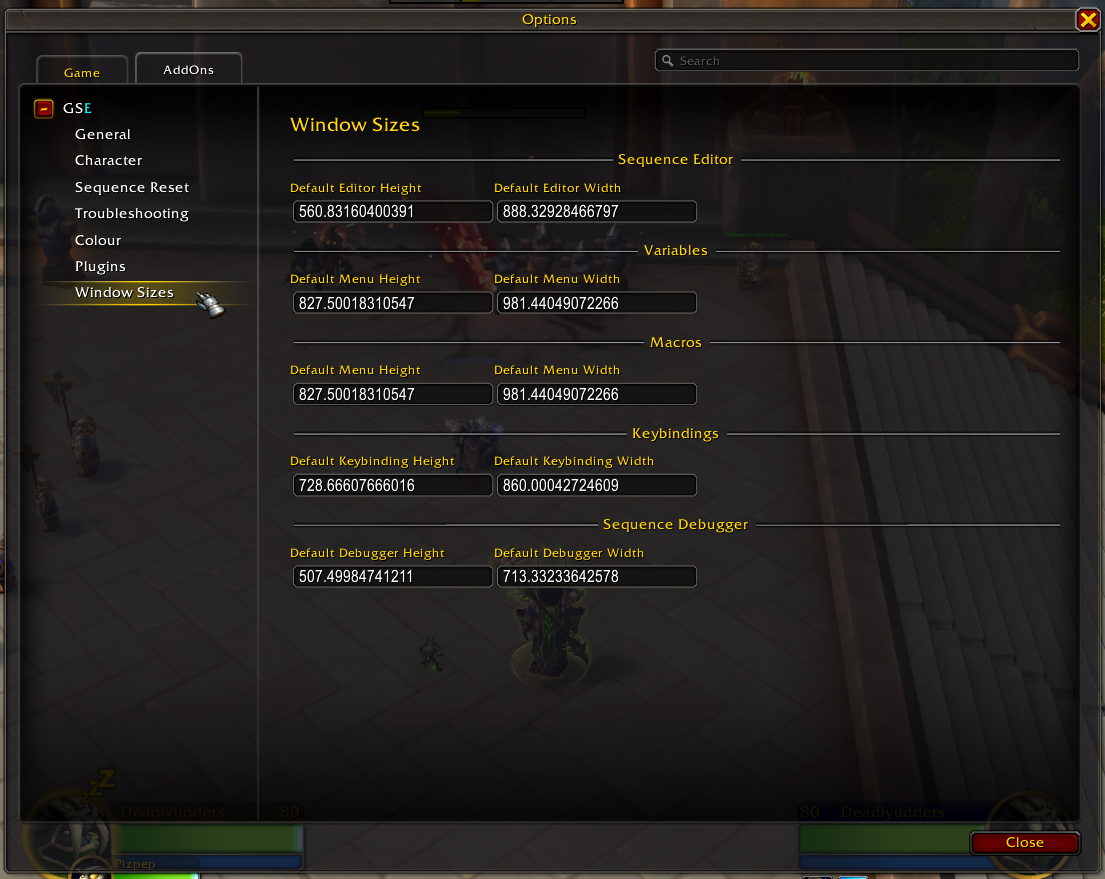 Options
Game
AddOns
Search
GSE
General
Character
Sequence Reset
Troubleshooting
Colour
Plugins
Window Sizes
Window Sizes
Sequence Editor
Default Editor Height Default Editor Width
560.83160400391 888.32928466797
Variables
Default Menu Height Default Menu Width
827.50018310547 981.44049072266
Macros
Default Menu Height Default Menu Width
827.50018310547 981.44049072266
Keybindings
Default Keybinding Height Default Keybinding Width
728.66607666016 860.00042724609
Sequence Debugger
Default Debugger Height Default Debugger Width
507.49984741211 713.33233642578
Deadlyudders 80
80 Deadlyudders
Close
Pizpep